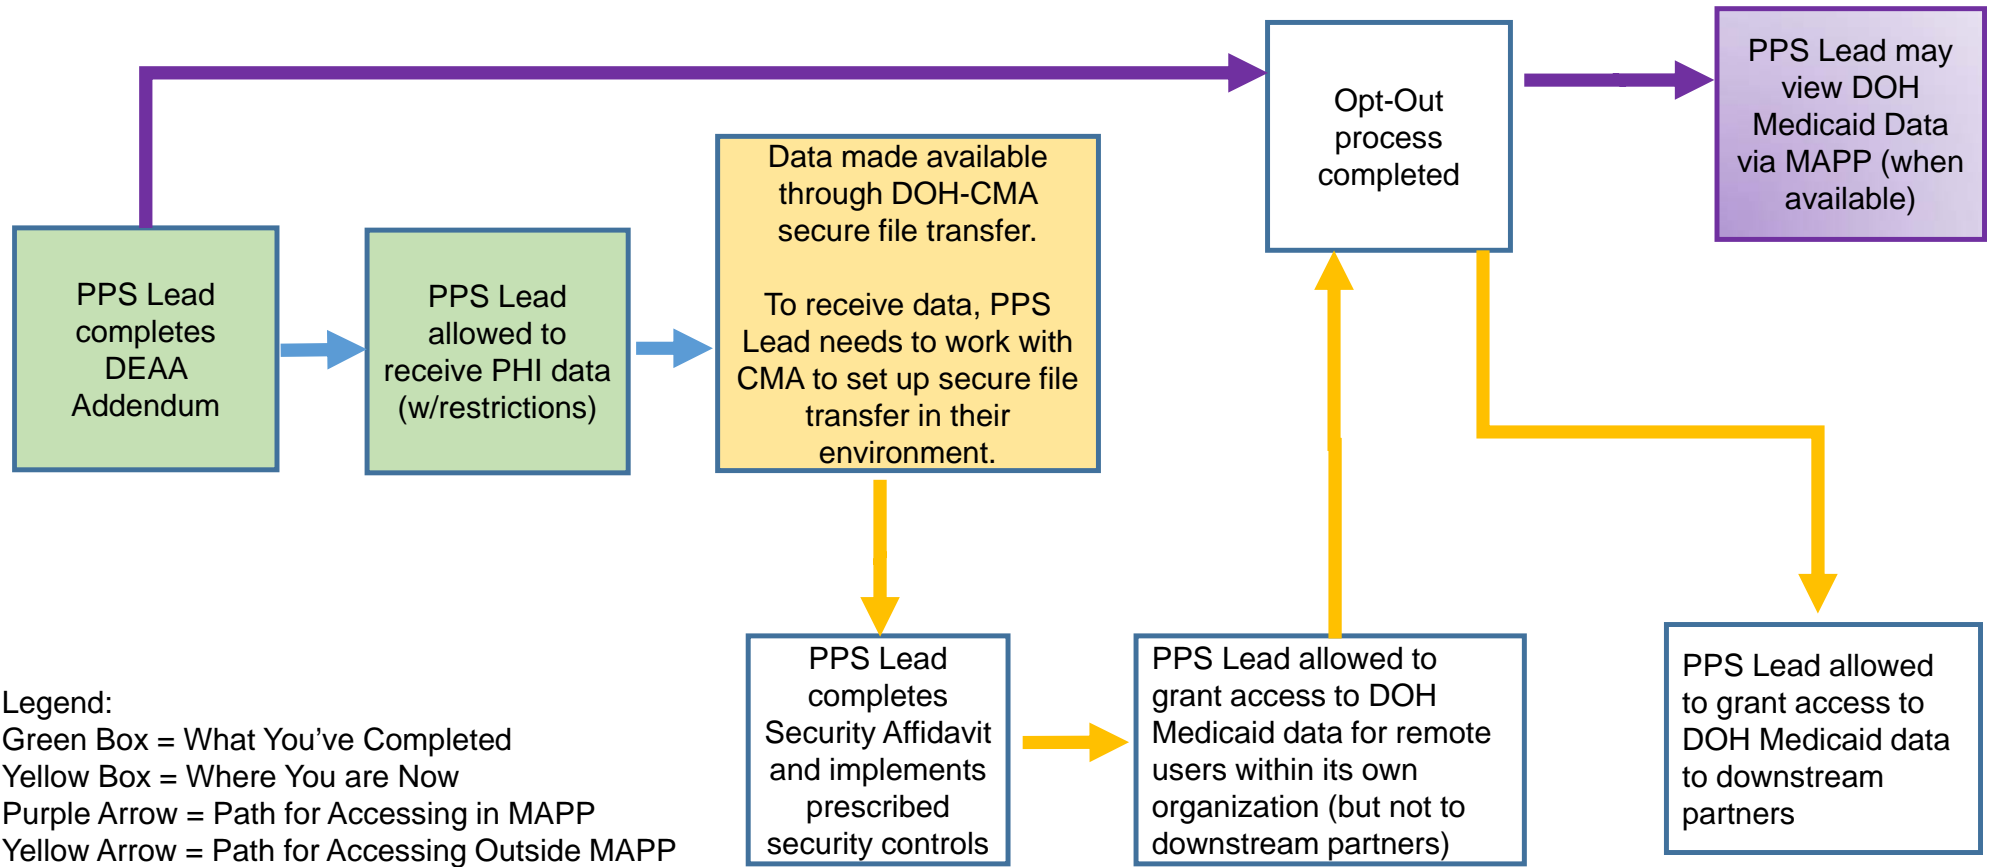 PPS Lead
completes
DEAA
Addendum
PPS Lead
allowed to
receive PHI data
(w/restrictions)
Data made available
through DOH-CMA
secure file transfer.
To receive data, PPS
Lead needs to work with
CMA to set up secure file
transfer in their
environment.
Opt-Out
process
completed
PPS Lead may
view DOH
Medicaid Data
via MAPP (when
available)
PPS Lead
completes
Security Affidavit
and implements
prescribed
security controls
PPS Lead allowed to
grant access to DOH
Medicaid data for remote
users within its own
organization (but not to
downstream partners)
PPS Lead allowed
to grant access to
DOH Medicaid data
to downstream
partners
Legend:
Green Box = What You’ve Completed
Yellow Box = Where You are Now
Purple Arrow = Path for Accessing in MAPP
Yellow Arrow = Path for Accessing Outside MAPP